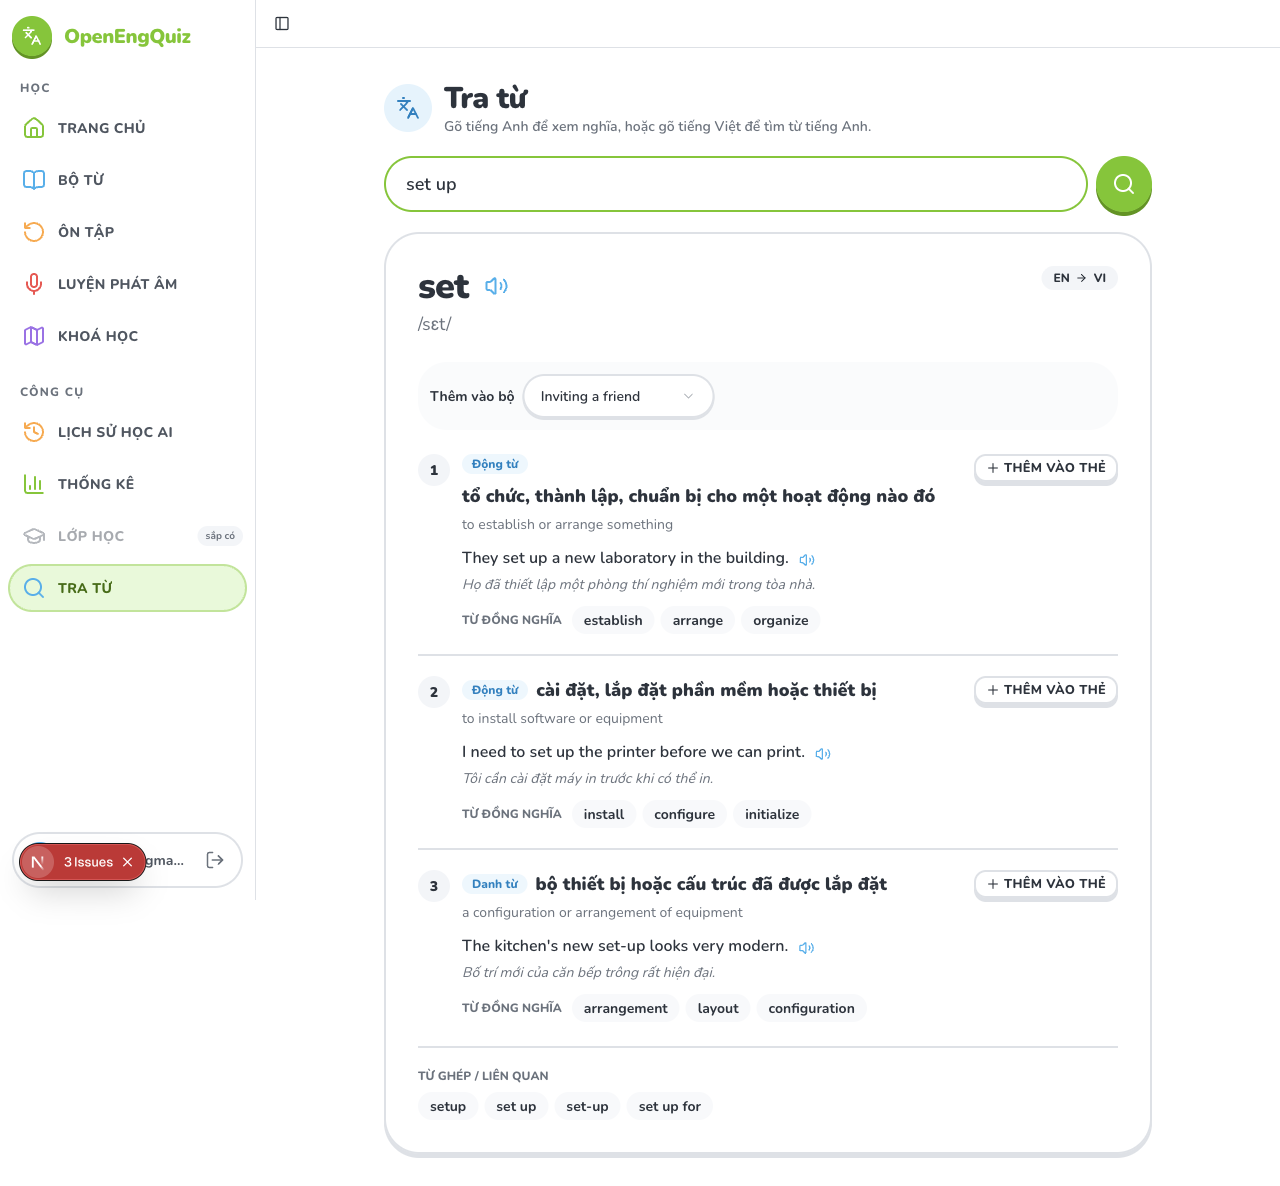 OpenEngQuiz
HỌC
TRANG CHỦ
BỘ TỪ
ÔN TẬP
LUYỆN PHÁT ÂM
KHOÁ HỌC
CÔNG CỤ
LỊCH SỬ HỌC AI
THỐNG KÊ
LỚP HỌC
sắp có
TRA TỪ
N 3 Issues
gma...
Tra từ
Gõ tiếng Anh để xem nghĩa, hoặc gõ tiếng Việt để tìm từ tiếng Anh.
set up
set
EN → VI
/sɛt/
Thêm vào bộ
Inviting a friend
1
Động từ
THÊM VÀO THẺ
tổ chức, thành lập, chuẩn bị cho một hoạt động nào đó
to establish or arrange something
They set up a new laboratory in the building.
Họ đã thiết lập một phòng thí nghiệm mới trong tòa nhà.
TỪ ĐỒNG NGHĨA establish arrange organize
2
Động từ cài đặt, lắp đặt phần mềm hoặc thiết bị
THÊM VÀO THẺ
to install software or equipment
I need to set up the printer before we can print.
Tôi cần cài đặt máy in trước khi có thể in.
TỪ ĐỒNG NGHĨA install configure initialize
3
Danh từ bộ thiết bị hoặc cấu trúc đã được lắp đặt
THÊM VÀO THẺ
a configuration or arrangement of equipment
The kitchen's new set-up looks very modern.
Bố trí mới của căn bếp trông rất hiện đại.
TỪ ĐỒNG NGHĨA arrangement layout configuration
TỪ GHÉP / LIÊN QUAN
setup set up set-up set up for